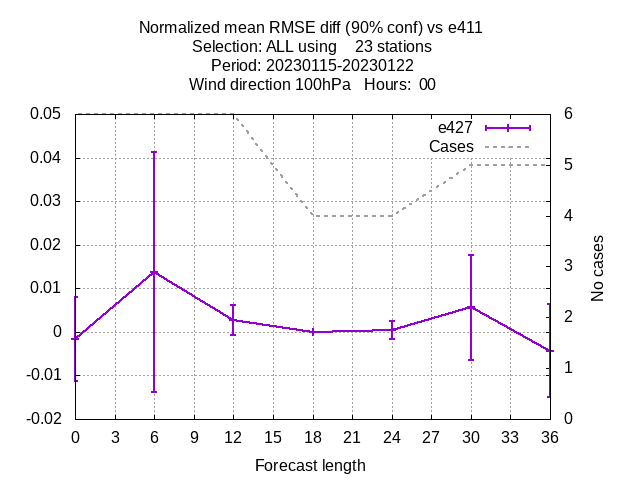 Normalized mean RMSE diff (90% conf) vs e411
Selection: ALL using    23 stations
Period: 20230115-20230122
Wind direction 100hPa   Hours:  00
e427
Cases
0.05
0.04
0.03
0.02
0.01
0
-0.01
-0.02
6
5
4
3
2
1
0
No cases
0 3 6 9 12 15 18 21 24 27 30 33 36
Forecast length